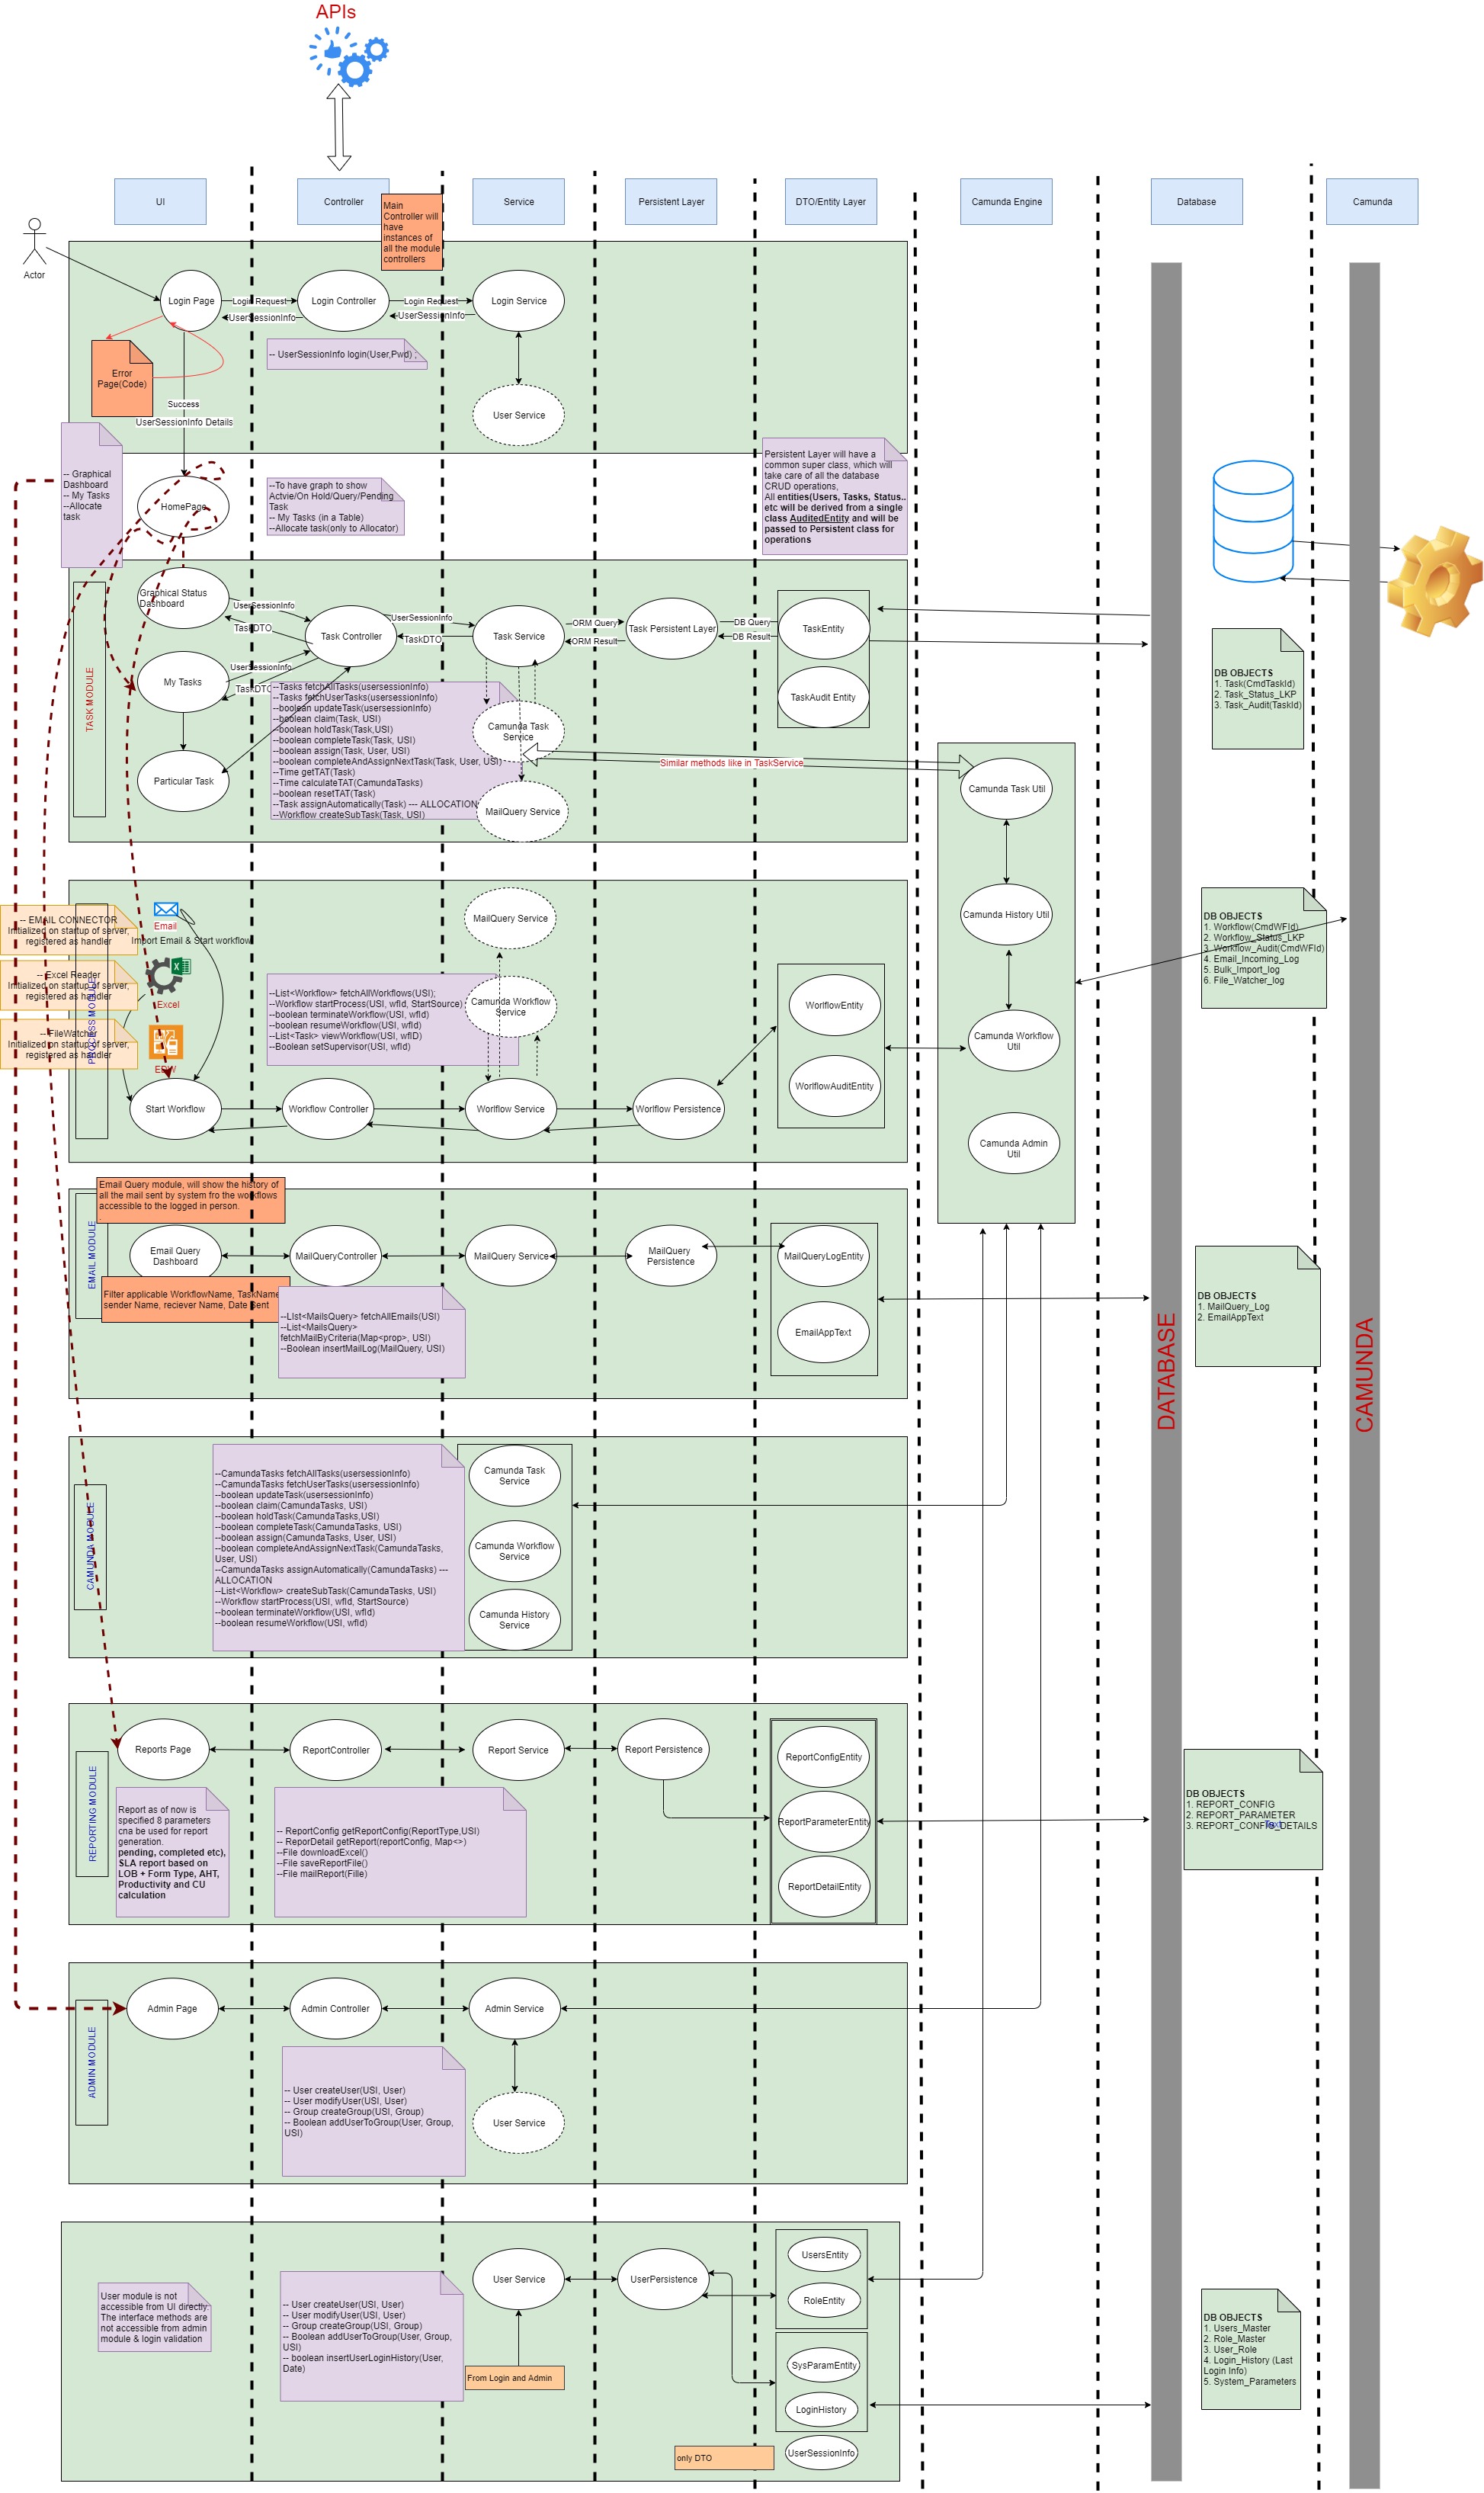 APIs
UI
Controller
Service
Persistent Layer
DTO/Entity Layer
Camunda Engine
Database
Camunda
Main
Controller will
have
instances of
all the module
controllers
Actor
Login Page
Login Request
UserSessionInfo
Login Controller
Login Request
UserSessionInfo
Login Service
-- UserSessionInfo login(User,Pwd) ;
Error
Page(Code)
Success
UserSessionInfo Details
User Service
-- Graphical
Dashboard
-- My Tasks
--Allocate
task
HomePage
--To have graph to show
Actvie/On Hold/Query/Pending
Task
-- My Tasks (in a Table)
--Allocate task(only to Allocator)
Persistent Layer will have a
common super class, which will
take care of all the database
CRUD operations,
All entities(Users, Tasks, Status..
etc will be derived from a single
class AuditedEntity and will be
passed to Persistent class for
operations
TASK MODULE
Graphical Status
Dashboard
UserSessionInfo
TaskDTO
Task Controller
UserSessionInfo
TaskDTO
Task Service
ORM Query
ORM Result
Task Persistent Layer
DB Query
DB Result
TaskEntity
TaskAudit Entity
My Tasks
UserSessionInfo
TaskDTO
Particular Task
--Tasks fetchAllTasks(usersessionInfo)
--Tasks fetchUserTasks(usersessionInfo)
--boolean updateTask(usersessionInfo)
--boolean claim(Task, USI)
--boolean holdTask(Task,USI)
--boolean completeTask(Task, USI)
--boolean assign(Task, User, USI)
--boolean completeAndAssignNextTask(Task, User, USI)
--Time getTAT(Task)
--Time calculateTAT(CamundaTasks)
--boolean resetTAT(Task)
--Task assignAutomatically(Task) --- ALLOCATION
--Workflow createSubTask(Task, USI)
Camunda Task
Service
MailQuery Service
Similar methods like in TaskService
Camunda Task Util
Camunda History Util
Camunda Workflow
Util
Camunda Admin
Util
DB OBJECTS
1. Task(CmdTaskId)
2. Task_Status_LKP
3. Task_Audit(TaskId)
PROCESS MODULE
-- EMAIL CONNECTOR
Initialized on startup of server,
registered as handler
-- Excel Reader
Initialized on startup of server,
registered as handler
-- FileWatcher
Initialized on startup of server,
registered as handler
Email
Import Email & Start workflow
Excel
EDW
Start Workflow
MailQuery Service
--List<Workflow> fetchAllWorkflows(USI);
--Workflow startProcess(USI, wfId, StartSource)
--boolean terminateWorkflow(USI, wfId)
--boolean resumeWorkflow(USI, wfId)
--List<Task> viewWorkflow(USI, wfiD)
--Boolean setSupervisor(USI, wfId)
Camunda Workflow
Service
Workflow Controller
Worlflow Service
Worlflow Persistence
WorlflowEntity
WorlflowAuditEntity
DB OBJECTS
1. Workflow(CmdWFId)
2. Workflow_Status_LKP
3. Workflow_Audit(CmdWFId)
4. Email_Incoming_Log
5. Bulk_Import_log
6. File_Watcher_log
EMAIL MODULE
Email Query module, will show the history of
all the mail sent by system fro the workflows
accessible to the logged in person.
.
Email Query
Dashboard
Filter applicable WorkflowName, TaskName
sender Name, reciever Name, Date Sent
MailQueryController
MailQuery Service
MailQuery
Persistence
MailQueryLogEntity
EmailAppText
--LIst<MailsQuery> fetchAllEmails(USI)
--List<MailsQuery>
fetchMailByCriteria(Map<prop>, USI)
--Boolean insertMailLog(MailQuery, USI)
DB OBJECTS
1. MailQuery_Log
2. EmailAppText
DATABASE
CAMUNDA
CAMUNDA MODULE
--CamundaTasks fetchAllTasks(usersessionInfo)
--CamundaTasks fetchUserTasks(usersessionInfo)
--boolean updateTask(usersessionInfo)
--boolean claim(CamundaTasks, USI)
--boolean holdTask(CamundaTasks,USI)
--boolean completeTask(CamundaTasks, USI)
--boolean assign(CamundaTasks, User, USI)
--boolean completeAndAssignNextTask(CamundaTasks,
User, USI)
--CamundaTasks assignAutomatically(CamundaTasks) ---
ALLOCATION
--List<Workflow> createSubTask(CamundaTasks, USI)
--Workflow startProcess(USI, wfId, StartSource)
--boolean terminateWorkflow(USI, wfId)
--boolean resumeWorkflow(USI, wfId)
Camunda Task
Service
Camunda Workflow
Service
Camunda History
Service
REPORTING MODULE
Reports Page
ReportController
Report Service
Report Persistence
ReportConfigEntity
ReportParameterEntity
ReportDetailEntity
Report as of now is
specified 8 parameters
cna be used for report
generation.
pending, completed etc),
SLA report based on
LOB + Form Type, AHT,
Productivity and CU
calculation
-- ReportConfig getReportConfig(ReportType,USI)
-- ReporDetail getReport(reportConfig, Map<>)
--File downloadExcel()
--File saveReportFile()
--File mailReport(Fille)
DB OBJECTS
1. REPORT_CONFIG
2. REPORT_PARAMETER
3. REPORT_CONFIG_DETAILS
Text
ADMIN MODULE
Admin Page
Admin Controller
Admin Service
-- User createUser(USI, User)
-- User modifyUser(USI, User)
-- Group createGroup(USI, Group)
-- Boolean addUserToGroup(User, Group,
USI)
User Service
User module is not
accessible from UI directly.
The interface methods are
not accessible from admin
module & login validation
-- User createUser(USI, User)
-- User modifyUser(USI, User)
-- Group createGroup(USI, Group)
-- Boolean addUserToGroup(User, Group,
USI)
-- boolean insertUserLoginHistory(User,
Date)
User Service
From Login and Admin
UserPersistence
UsersEntity
RoleEntity
SysParamEntity
LoginHistory
only DTO
UserSessionInfo
DB OBJECTS
1. Users_Master
2. Role_Master
3. User_Role
4. Login_History (Last
Login Info)
5. System_Parameters